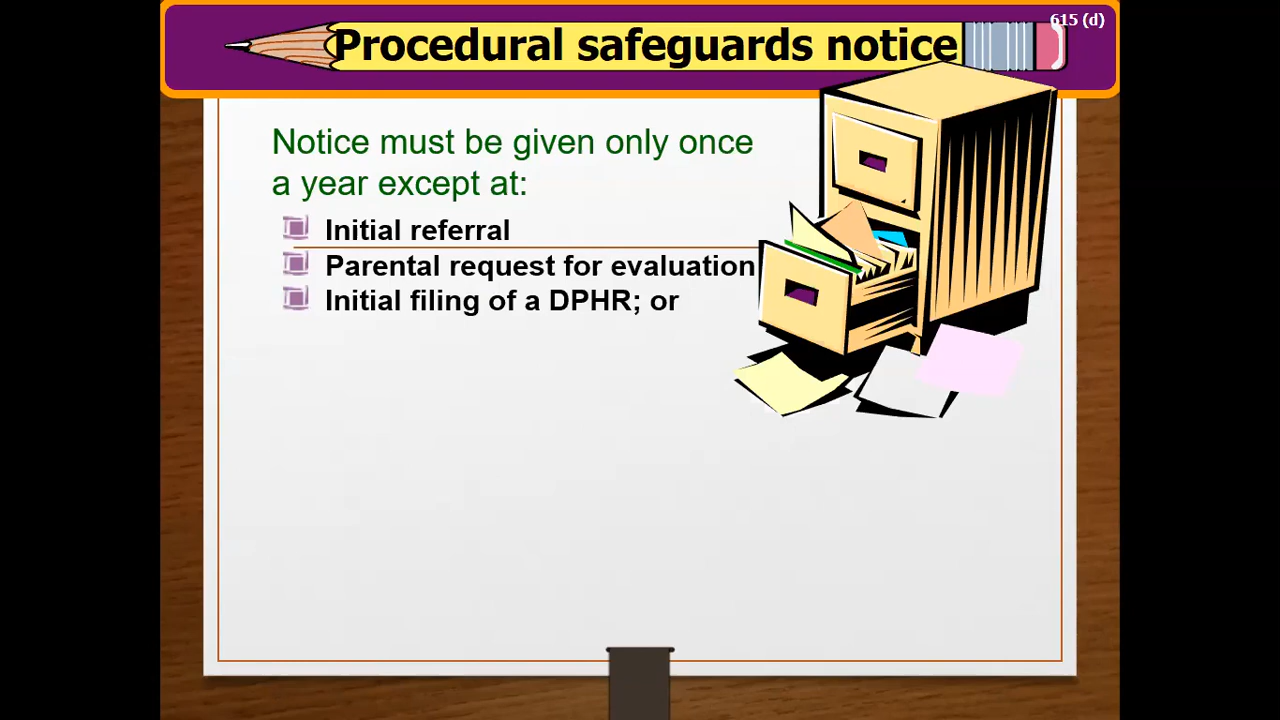 615 (d)
Procedural safeguards notice
Notice must be given only once
a year except at:
Initial referral
Parental request for evaluation
Initial filing of a DPHR; or